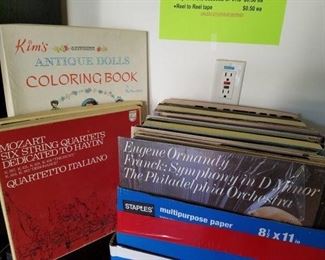 •Reel to Reel tape
$0.50 ea
Kim's
ANTIQUE DOLLS
COLORING BOOK
MOZART
SIX STRING QUARTETS
DEDICATED TO HAYDN
QUARTETTO ITALIANO
Eugene Ormandy
Franck: Symphony in D Minor
The Philadelphia Orchestra
STAPLES
multipurpose paper
8½ x 11 in